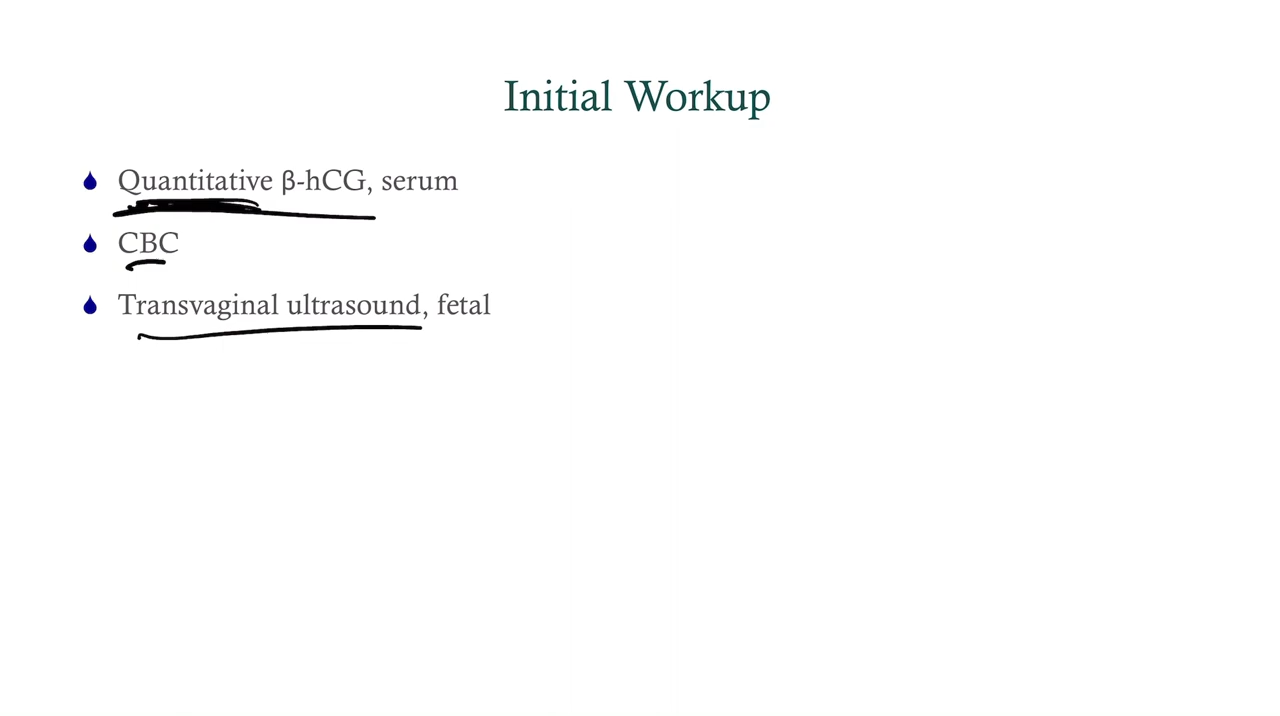 Initial Workup
Quantitative β-hCG, serum
CBC
Transvaginal ultrasound, fetal